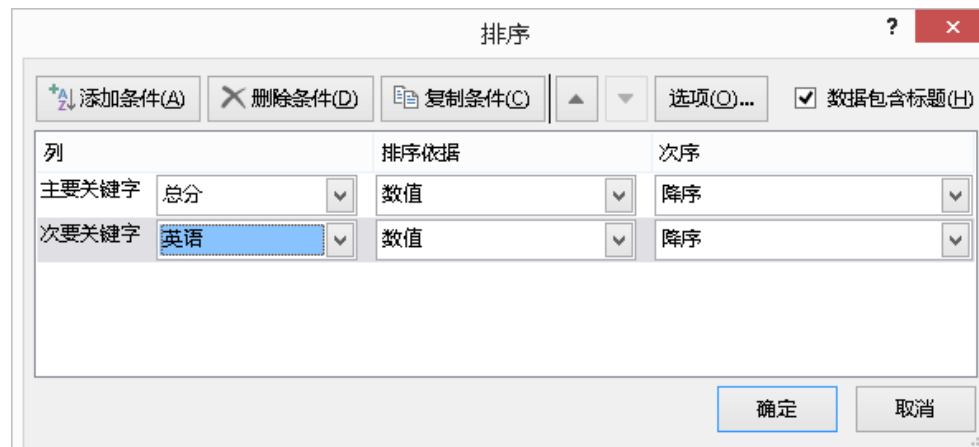 排序 ?
添加条件(A) 删除条件(D) 复制条件(C) 选项(O)... 数据包含标题(H)
列 排序依据 次序
主要关键字 总分 数值 降序
次要关键字 英语 数值 降序
确定 取消